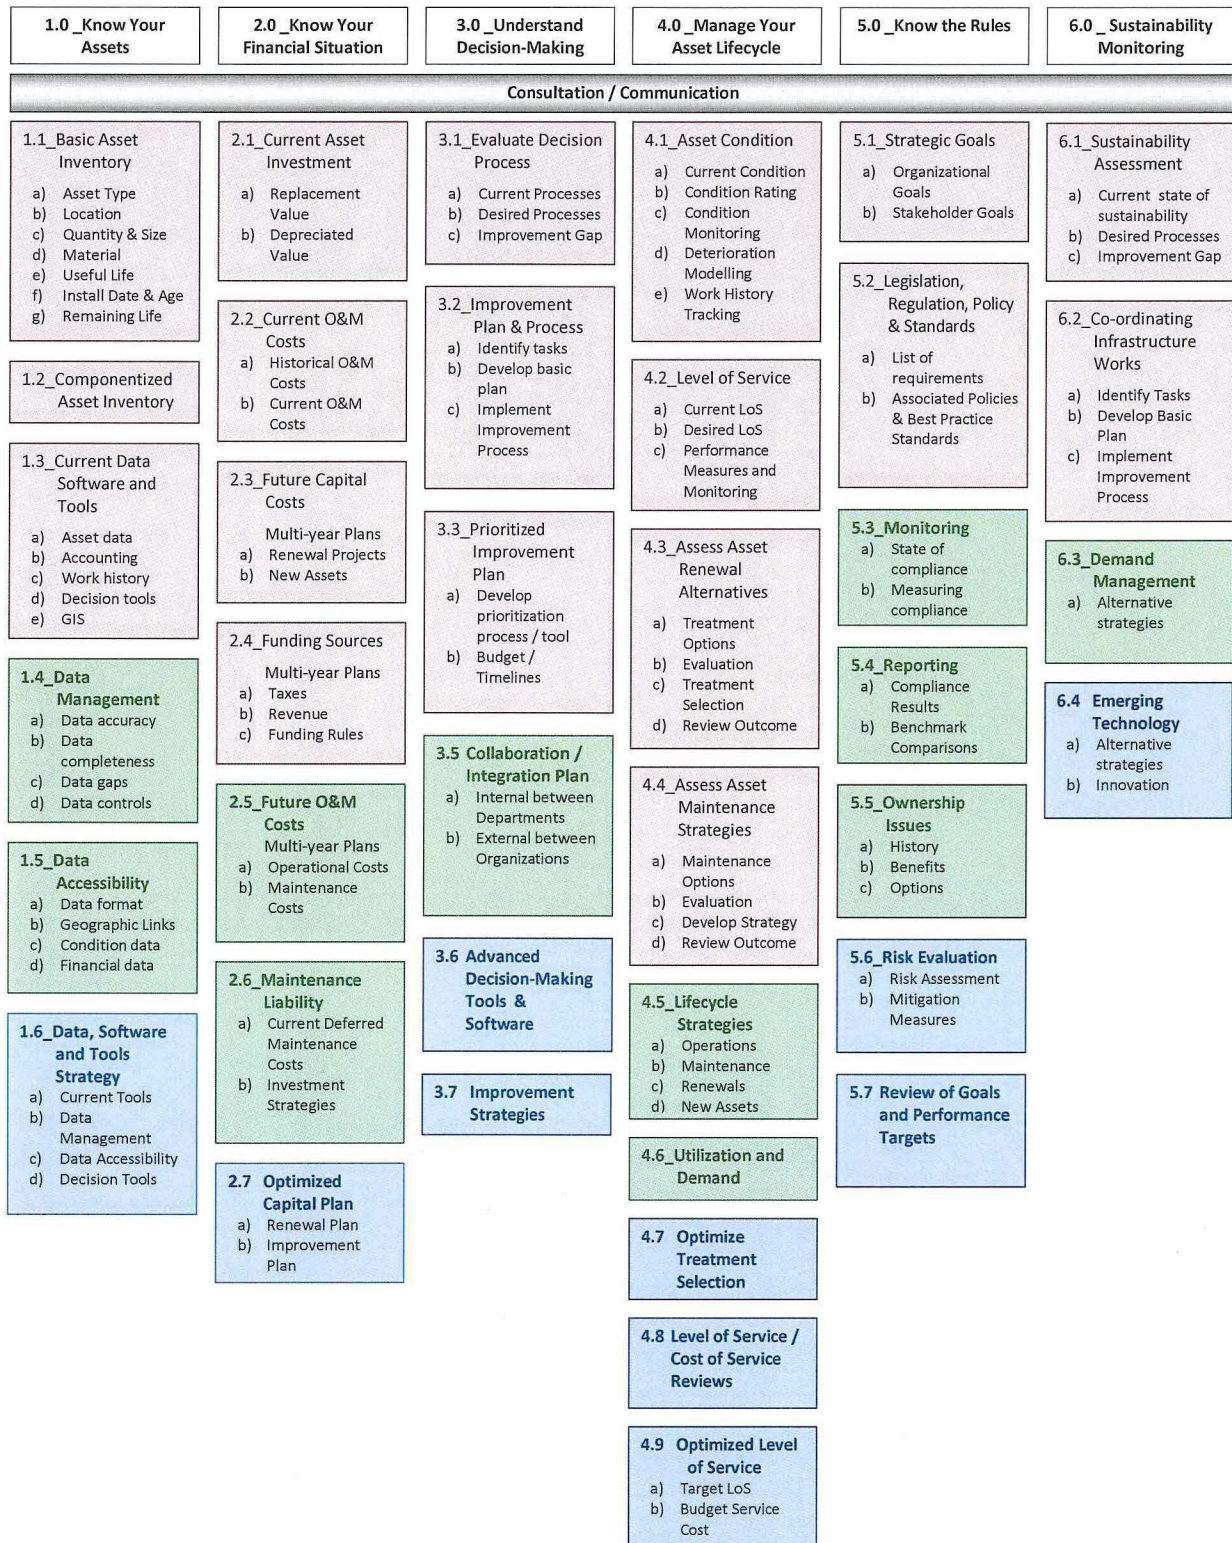 1.0 _Know Your
Assets
2.0 _Know Your
Financial Situation
3.0 _Understand
Decision-Making
4.0 _Manage Your
Asset Lifecycle
5.0 _Know the Rules
6.0 _ Sustainability
Monitoring
Consultation / Communication
1.1_Basic Asset
Inventory
a) Asset Type
b) Location
c) Quantity & Size
d) Material
e) Useful Life
f) Install Date & Age
g) Remaining Life
1.2_Componentized
Asset Inventory
1.3_Current Data
Software and
Tools
a) Asset data
b) Accounting
c) Work history
d) Decision tools
e) GIS
1.4_Data
Management
a) Data accuracy
b) Data
completeness
c) Data gaps
d) Data controls
1.5_Data
Accessibility
a) Data format
b) Geographic Links
c) Condition data
d) Financial data
1.6_Data, Software
and Tools
Strategy
a) Current Tools
b) Data
Management
c) Data Accessibility
d) Decision Tools
2.1_Current Asset
Investment
a) Replacement
Value
b) Depreciated
Value
2.2_Current O&M
Costs
a) Historical O&M
Costs
b) Current O&M
Costs
2.3_Future Capital
Costs
Multi-year Plans
a) Renewal Projects
b) New Assets
2.4_Funding Sources
Multi-year Plans
a) Taxes
b) Revenue
c) Funding Rules
2.5_Future O&M
Costs
Multi-year Plans
a) Operational Costs
b) Maintenance
Costs
2.6_Maintenance
Liability
a) Current Deferred
Maintenance
Costs
b) Investment
Strategies
2.7 Optimized
Capital Plan
a) Renewal Plan
b) Improvement
Plan
3.1_Evaluate Decision
Process
a) Current Processes
b) Desired Processes
c) Improvement Gap
3.2_Improvement
Plan & Process
a) Identify tasks
b) Develop basic
plan
c) Implement
Improvement
Process
3.3_Prioritized
Improvement
Plan
a) Develop
prioritization
process / tool
b) Budget /
Timelines
3.5 Collaboration /
Integration Plan
a) Internal between
Departments
b) External between
Organizations
3.6 Advanced
Decision-Making
Tools &
Software
3.7 Improvement
Strategies
4.1_Asset Condition
a) Current Condition
b) Condition Rating
c) Condition
Monitoring
d) Deterioration
Modelling
e) Work History
Tracking
4.2_Level of Service
a) Current LoS
b) Desired LoS
c) Performance
Measures and
Monitoring
4.3_Assess Asset
Renewal
Alternatives
a) Treatment
Options
b) Evaluation
c) Treatment
Selection
d) Review Outcome
4.4_Assess Asset
Maintenance
Strategies
a) Maintenance
Options
b) Evaluation
c) Develop Strategy
d) Review Outcome
4.5_Lifecycle
Strategies
a) Operations
b) Maintenance
c) Renewals
d) New Assets
4.6_Utilization and
Demand
4.7 Optimize
Treatment
Selection
4.8 Level of Service /
Cost of Service
Reviews
4.9 Optimized Level
of Service
a) Target LoS
b) Budget Service
Cost
5.1_Strategic Goals
a) Organizational
Goals
b) Stakeholder Goals
5.2_Legislation,
Regulation, Policy
& Standards
a) List of
requirements
b) Associated Policies
& Best Practice
Standards
5.3_Monitoring
a) State of
compliance
b) Measuring
compliance
5.4_Reporting
a) Compliance
Results
b) Benchmark
Comparisons
5.5_Ownership
Issues
a) History
b) Benefits
c) Options
5.6_Risk Evaluation
a) Risk Assessment
b) Mitigation
Measures
5.7 Review of Goals
and Performance
Targets
6.1_Sustainability
Assessment
a) Current state of
sustainability
b) Desired Processes
c) Improvement Gap
6.2_Co-ordinating
Infrastructure
Works
a) Identify Tasks
b) Develop Basic
Plan
c) Implement
Improvement
Process
6.3_Demand
Management
a) Alternative
strategies
6.4 Emerging
Technology
a) Alternative
strategies
b) Innovation